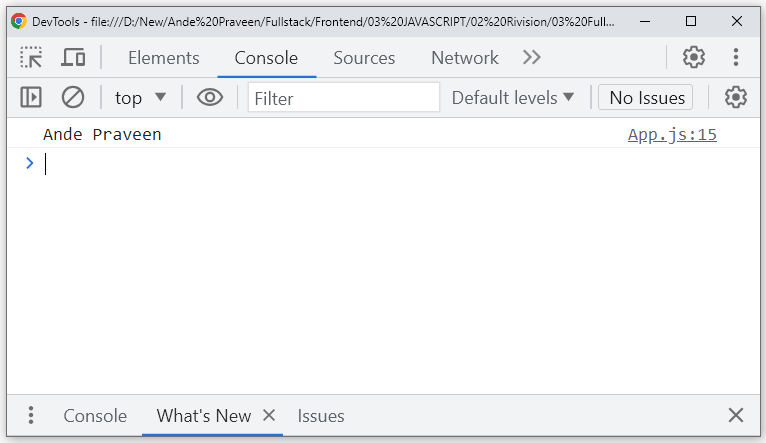 DevTools - file:///D:/New/Ande%20Praveen/Fullstack/Frontend/03%20JAVASCRIPT/02%20Rivision/03%20Full...
Elements Console Sources Network
top Filter Default levels No Issues
Ande Praveen App.js:15
Console What's New Issues